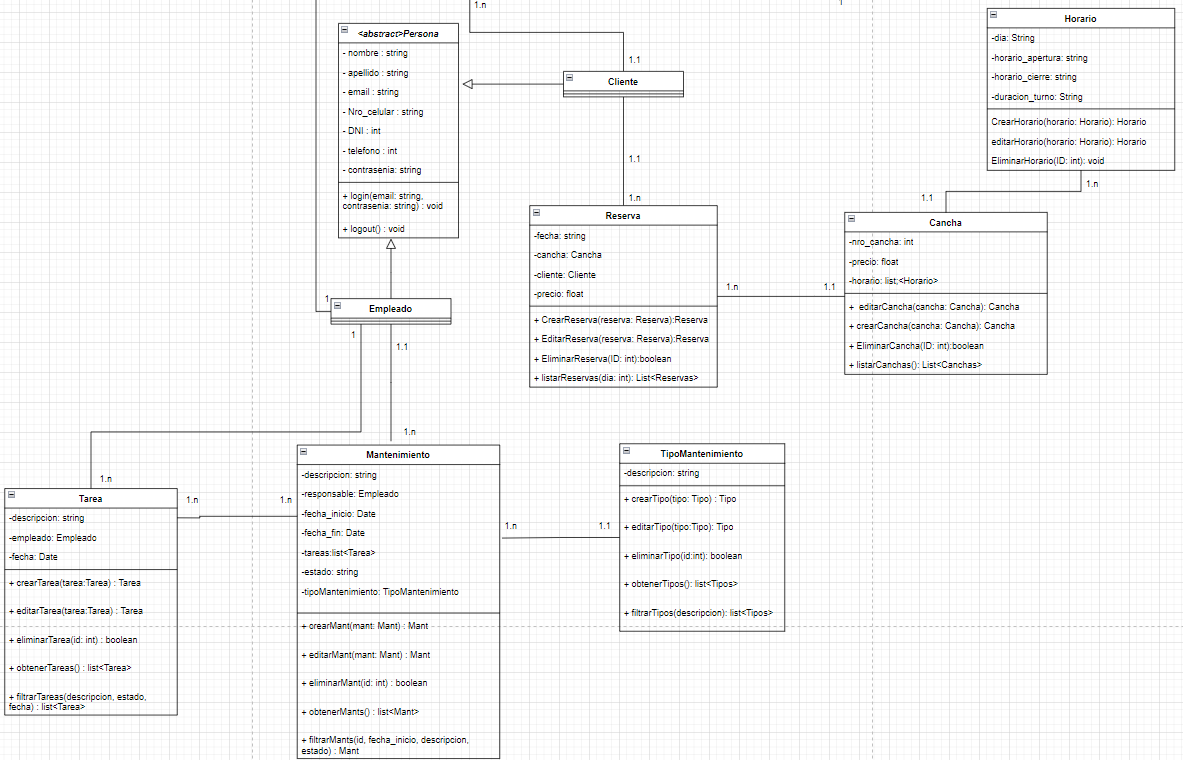 1.n
1
<abstract>Persona
- nombre : string
- apellido : string
- email : string
- Nro_celular : string
- DNI : int
- telefono : int
- contrasenia: string
+ login(email: string,
contrasenia: string) : void
+ logout() : void
1.1
Cliente
1.1
1.n
Horario
-dia: String
-horario_apertura: string
-horario_cierre: string
-duracion_turno: String
CrearHorario(horario: Horario): Horario
editarHorario(horario: Horario): Horario
EliminarHorario(ID: int): void
1.n
1.1
Reserva
-fecha: string
-cancha: Cancha
-cliente: Cliente
-precio: float
+ CrearReserva(reserva: Reserva):Reserva
+ EditarReserva(reserva: Reserva):Reserva
+ EliminarReserva(ID: int):boolean
+ listarReservas(dia: int): List<Reservas>
1.n
1.1
Cancha
-nro_cancha: int
-precio: float
-horario: list;<Horario>
+ editarCancha(cancha: Cancha): Cancha
+ crearCancha(cancha: Cancha): Cancha
+ EliminarCancha(ID: int):boolean
+ listarCanchas(): List<Canchas>
1
Empleado
1
1.1
1.n
1.n
Tarea
-descripcion: string
-empleado: Empleado
-fecha: Date
+ crearTarea(tarea:Tarea) : Tarea
+ editarTarea(tarea:Tarea) : Tarea
+ eliminarTarea(id: int) : boolean
+ obtenerTareas() : list<Tarea>
+ filtrarTareas(descripcion, estado,
fecha) : list<Tarea>
1.n
1.n
Mantenimiento
-descripcion: string
-responsable: Empleado
-fecha_inicio: Date
-fecha_fin: Date
-tareas:list<Tarea>
-estado: string
-tipoMantenimiento: TipoMantenimiento
+ crearMant(mant: Mant) : Mant
+ editarMant(mant: Mant) : Mant
+ eliminarMant(id: int) : boolean
+ obtenerMants() : list<Mant>
+ filtrarMants(id, fecha_inicio, descripcion,
estado) : Mant
1.n
1.1
TipoMantenimiento
-descripcion: string
+ crearTipo(tipo: Tipo) : Tipo
+ editarTipo(tipo:Tipo): Tipo
+ eliminarTipo(id:int): boolean
+ obtenerTipos(): list<Tipos>
+ filtrarTipos(descripcion): list<Tipos>